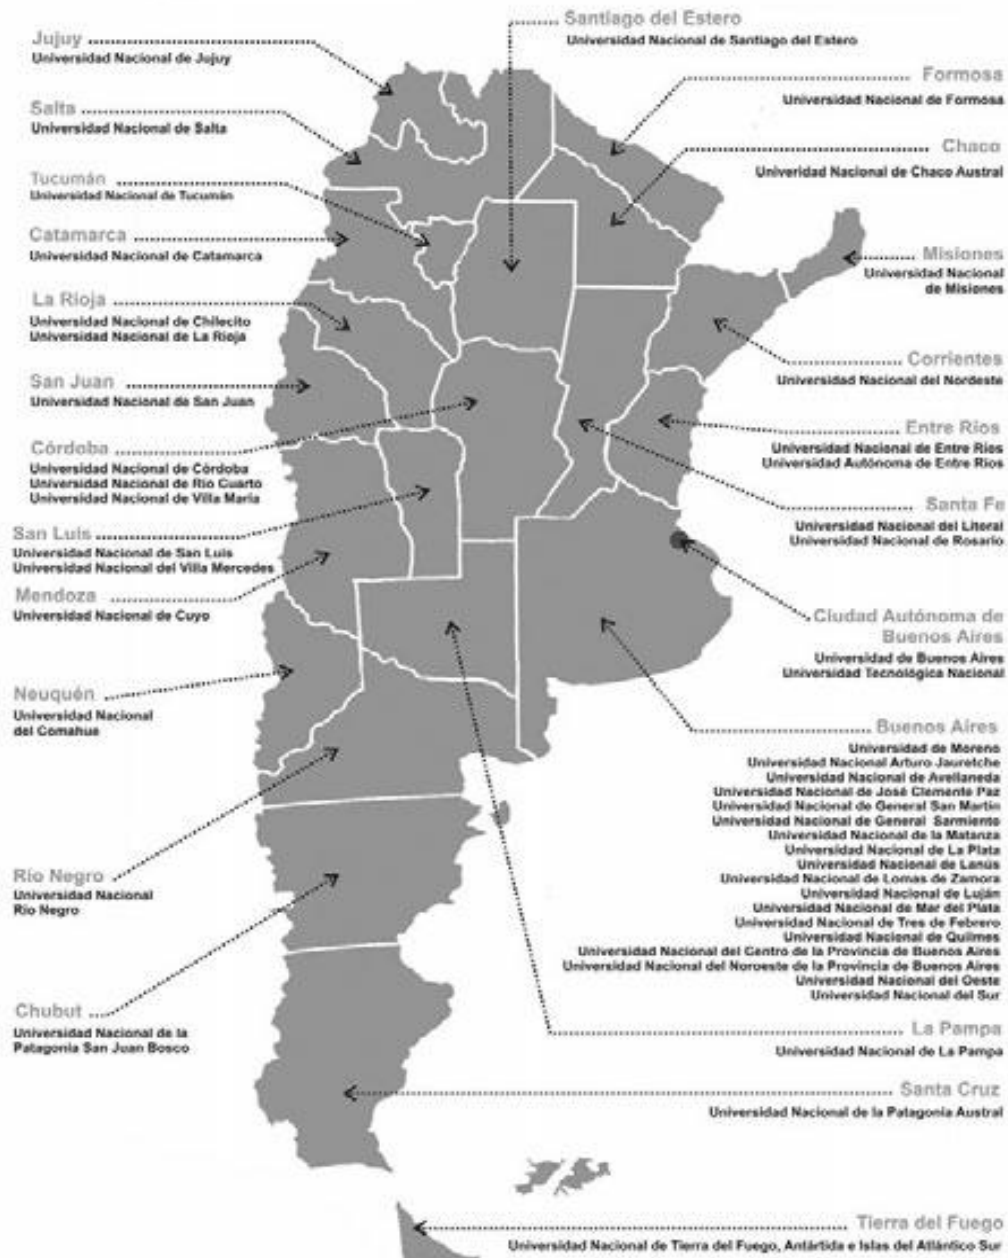 Jujuy
Universidad Nacional de Jujuy
Salta
Universidad Nacional de Salta
Tucumán
Universidad Nacional de Tucumán
Catamarca
Universidad Nacional de Catamarca
La Rioja
Universidad Nacional de Chilecito
Universidad Nacional de La Rioja
San Juan
Universidad Nacional de San Juan
Córdoba
Universidad Nacional de Córdoba
Universidad Nacional de Río Cuarto
Universidad Nacional de Villa María
San Luis
Universidad Nacional de San Luis
Universidad Nacional del Villa Mercedes
Mendoza
Universidad Nacional de Cuyo
Neuquén
Universidad Nacional
del Comahue
Río Negro
Universidad Nacional
Río Negro
Chubut
Universidad Nacional de la
Patagonia San Juan Bosco
Santiago del Estero
Universidad Nacional de Santiago del Estero
Formosa
Universidad Nacional de Formosa
Chaco
Univeridad Nacional de Chaco Austral
Misiones
Universidad Nacional
de Misiones
Corrientes
Universidad Nacional del Nordeste
Entre Ríos
Universidad Nacional de Entre Ríos
Universidad Autónoma de Entre Ríos
Santa Fe
Universidad Nacional del Literal
Universidad Nacional de Rosario
Ciudad Autónoma de
Buenos Aires
Universidad de Buenos Aires
Universidad Tecnológica Nacional
Buenos Aires
Universidad de Moreno
Universidad Nacional Arturo Jauretche
Universidad Nacional de Avellaneda
Universidad Nacional de José Clemente Paz
Universidad Nacional de General San Martín
Universidad Nacional de General Sarmiento
Universidad Nacional de la Matanza
Universidad Nacional de La Plata
Universidad Nacional de Lanús
Universidad Nacional de Lomas de Zamora
Universidad Nacional de Luján
Universidad Nacional de Mar del Plata
Universidad Nacional de Tres de Febrero
Universidad Nacional de Quilmes
Universidad Nacional del Centro de la Provincia de Buenos Aires
Universidad Nacional del Noroeste de la Provincia de Buenos Aires
Universidad Nacional del Oeste
Universidad Nacional del Sur
La Pampa
Universidad Nacional de La Pampa
Santa Cruz
Universidad Nacional de la Patagonia Austral
Tierra del Fuego
Universidad Nacional de Tierra del Fuego, Antártida e Islas del Atlántico Sur